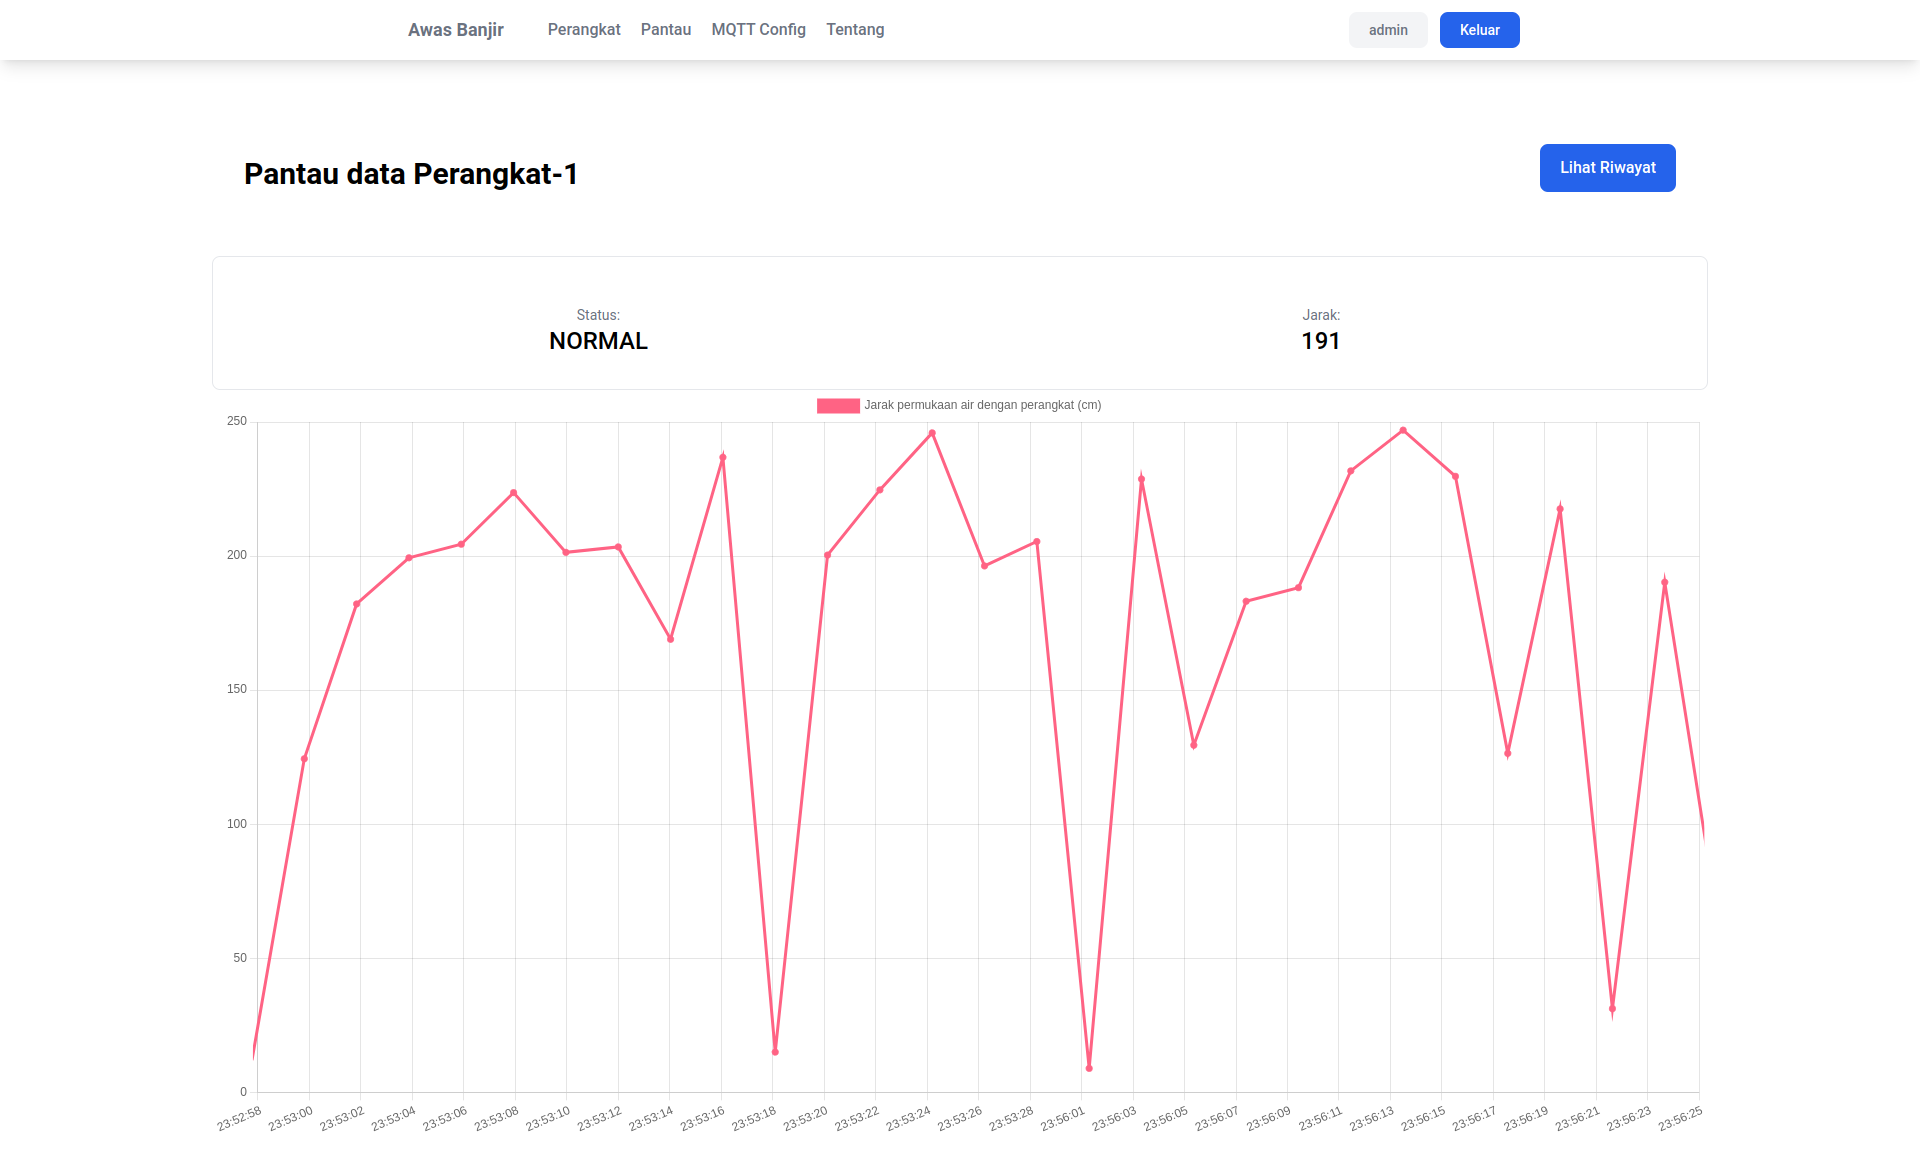 Awas Banjir Perangkat Pantau MQTT Config Tentang admin Keluar
Pantau data Perangkat-1 Lihat Riwayat
Status: Jarak:
NORMAL 191
Jarak permukaan air dengan perangkat (cm)
250
200
150
100
50
0
23:52:58 23:53:00 23:53:02 23:53:04 23:53:06 23:53:08 23:53:10 23:53:12 23:53:14 23:53:16 23:53:18 23:53:20 23:53:22 23:53:24 23:53:26 23:53:28 23:56:01 23:56:03 23:56:05 23:56:07 23:56:09 23:56:11 23:56:13 23:56:15 23:56:17 23:56:19 23:56:21 23:56:23 23:56:25